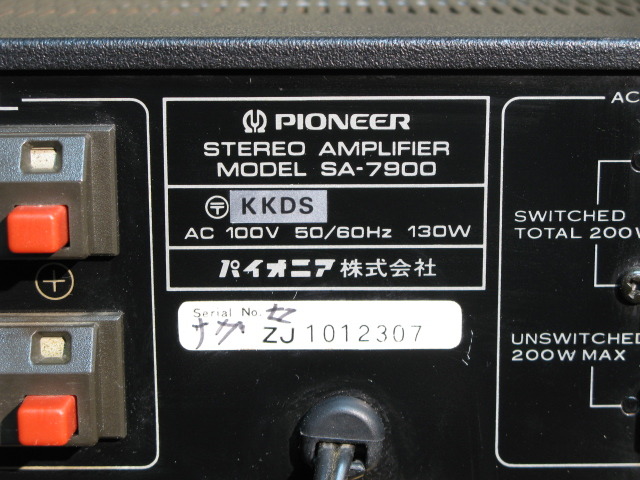 PIONEER
STEREO AMPLIFIER
MODEL SA-7900
〒 KKDS
AC 100V 50/60Hz 130W
パイオニア株式会社
Serial No.
ZJ 1012307
AC
SWITCHED
TOTAL 200W
UNSWITCHED
200W MAX